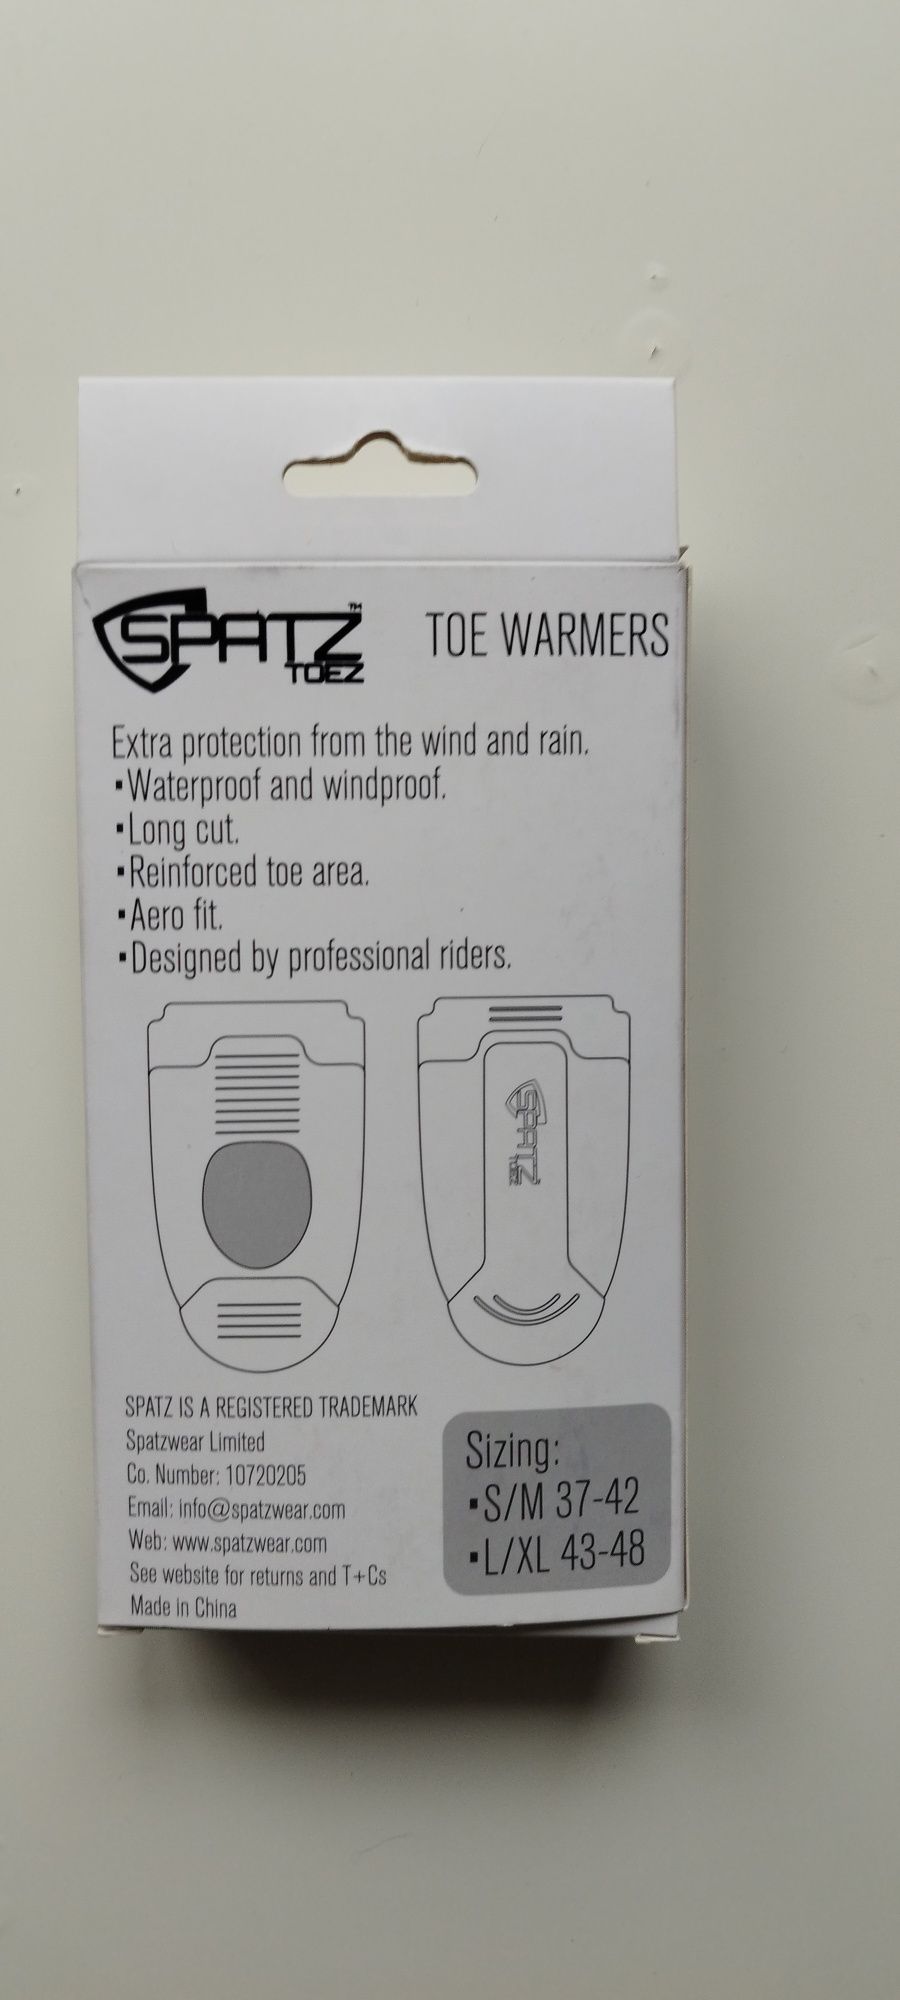 SPATZ™
TOEZ
TOE WARMERS
Extra protection from the wind and rain.
▪Waterproof and windproof.
▪Long cut.
▪Reinforced toe area.
▪Aero fit.
▪Designed by professional riders.
SPATZ
TOEZ
SPATZ IS A REGISTERED TRADEMARK
Spatzwear Limited
Co. Number: 10720205
Email: info@spatzwear.com
Web: www.spatzwear.com
See website for returns and T+Cs
Made in China
Sizing:
▪S/M 37-42
▪L/XL 43-48